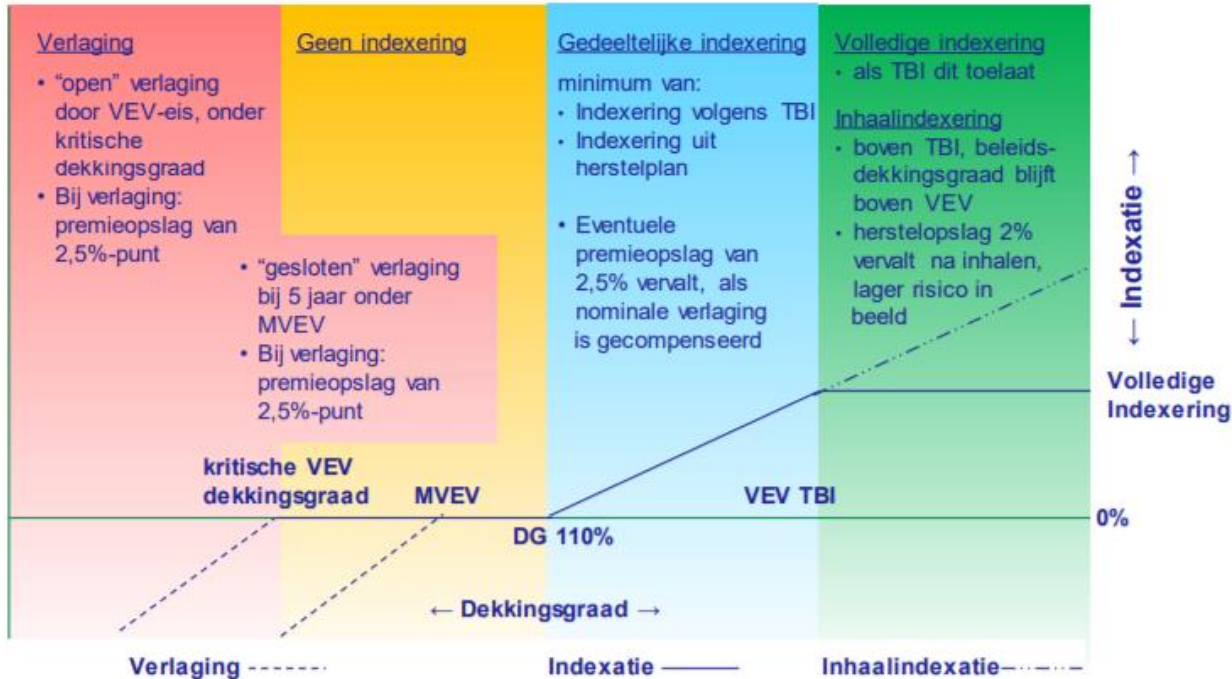 Verlaging
• “open” verlaging
door VEV-eis, onder
kritische
dekkingsgraad
• Bij verlaging:
premieopslag van
2,5%-punt
Geen indexering
• “gesloten” verlaging
bij 5 jaar onder
MVEV
• Bij verlaging:
premieopslag van
2,5%-punt
Gedeeltelijke indexering
minimum van:
• Indexering volgens TBI
• Indexering uit
herstelplan
• Eventuele
premieopslag van
2,5% vervalt, als
nominale verlaging
is gecompenseerd
Volledige indexering
• als TBI dit toelaat
Inhaalindexering
• boven TBI, beleids-
dekkingsgraad blijft
boven VEV
• herstelopslag 2%
vervalt na inhalen,
lager risico in
beeld
← Indexatie →
Volledige
Indexering
kritische VEV
dekkingsgraad
MVEV
VEV TBI
DG 110%
0%
← Dekkingsgraad →
Verlaging
Indexatie
Inhaalindexatie